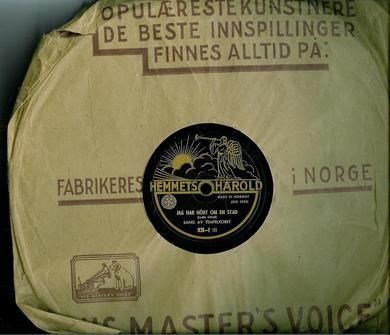 OPULÆRESTE KUNSTNERE
DE BESTE INNSPILLINGER
FINNES ALLTID PÅ:
FABRIKERES
i NORGE
HEMMETS HÄROLD
MADE IN NORWAY
JAG HAR HÖRT OM EN STAD
SANG AV TEMPELKORET
"HIS MASTER'S VOICE"
MASTER'S VOICE"